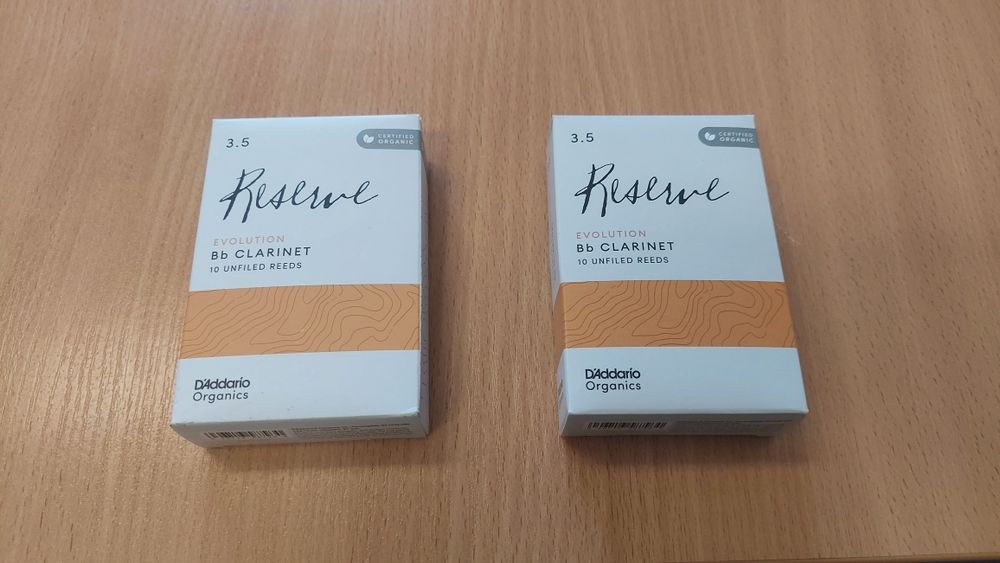 3.5
CERTIFIED
ORGANIC
Reserve
EVOLUTION
Bb CLARINET
10 UNFILED REEDS
D'Addario
Organics
3.5
CERTIFIED
ORGANIC
Reserve
EVOLUTION
Bb CLARINET
10 UNFILED REEDS
D'Addario
Organics